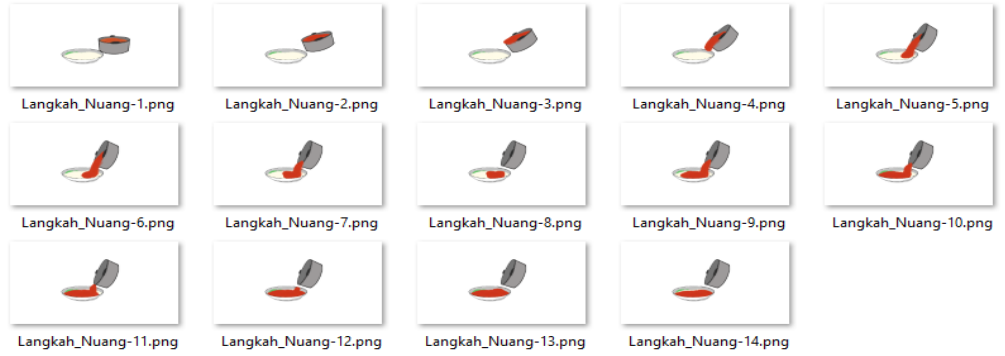 Langkah_Nuang-1.png
Langkah_Nuang-2.png
Langkah_Nuang-3.png
Langkah_Nuang-4.png
Langkah_Nuang-5.png
Langkah_Nuang-6.png
Langkah_Nuang-7.png
Langkah_Nuang-8.png
Langkah_Nuang-9.png
Langkah_Nuang-10.png
Langkah_Nuang-11.png
Langkah_Nuang-12.png
Langkah_Nuang-13.png
Langkah_Nuang-14.png